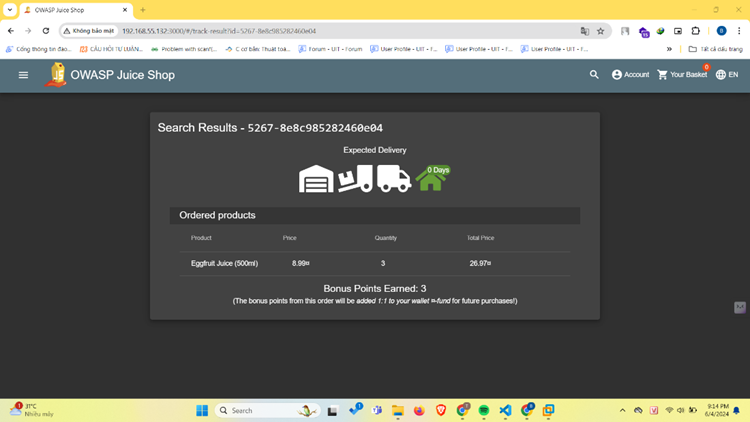 OWASP Juice Shop
Không bảo mật 192.168.55.132:3000/#/track-result?id=5267-8e8c985282460e04
Cổng thông tin đào... CÂU HỎI TỰ LUẬN... Problem with scanf(... C cơ bản: Thuật toá... Forum - UIT - Forum User Profile - UIT - F... User Profile - UIT - F... User Profile - UIT - F... Tất cả dấu trang
OWASP Juice Shop Account Your Basket 0 EN
Search Results - 5267-8e8c985282460e04
Expected Delivery
0 Days
Ordered products
Product Price Quantity Total Price
Eggfruit Juice (500ml) 8.99¤ 3 26.97¤
Bonus Points Earned: 3
(The bonus points from this order will be added 1:1 to your wallet ¤-fund for future purchases!)
31°C Search 9:14 PM
Nhiều mây 6/4/2024